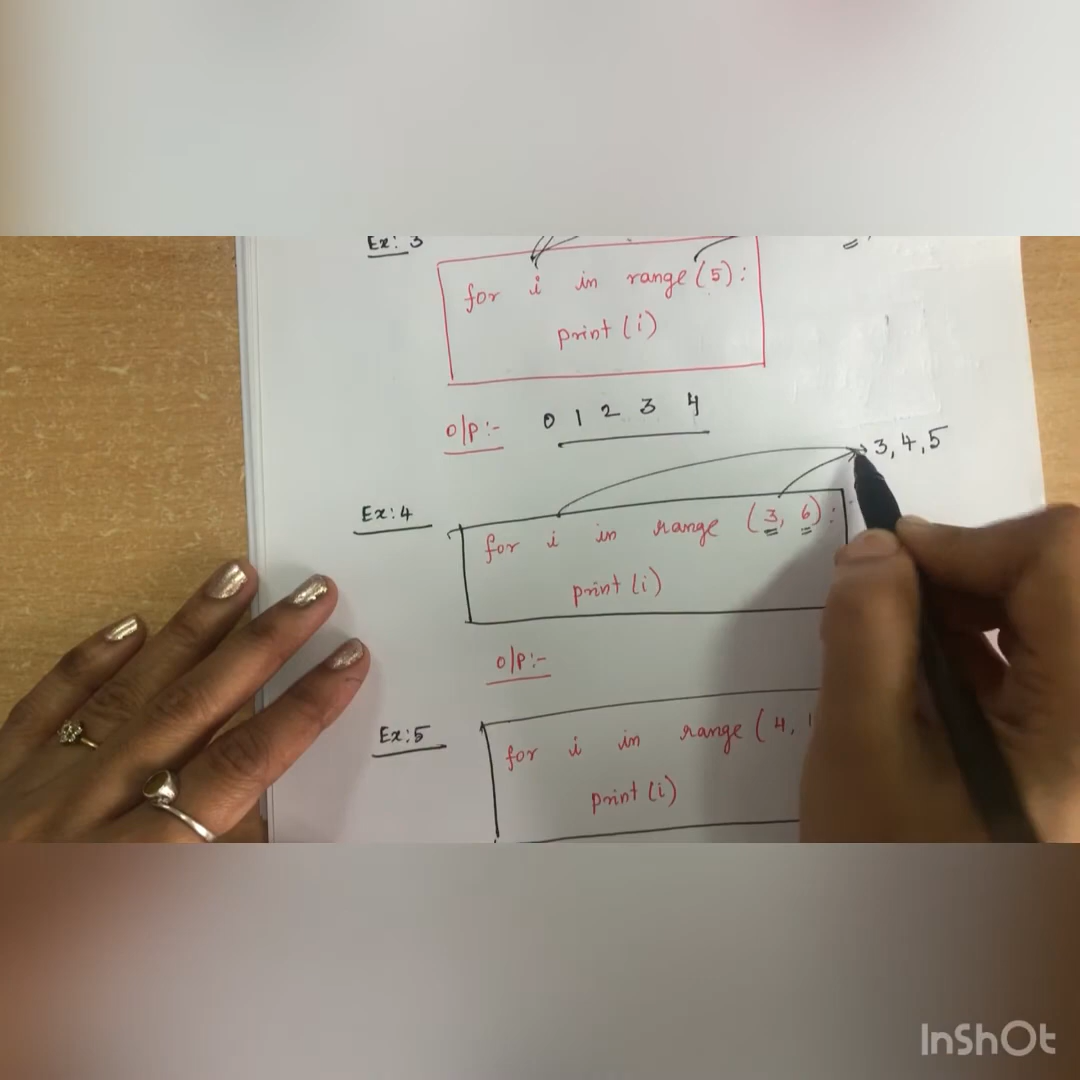 Ex: 3
for i in range (5):
print (i)
o/p:- 0 1 2 3 4
3, 4, 5
Ex: 4
for i in range (3, 6):
print (i)
o/p:-
Ex: 5
for i in range ( 4,
print (i)
InShOt